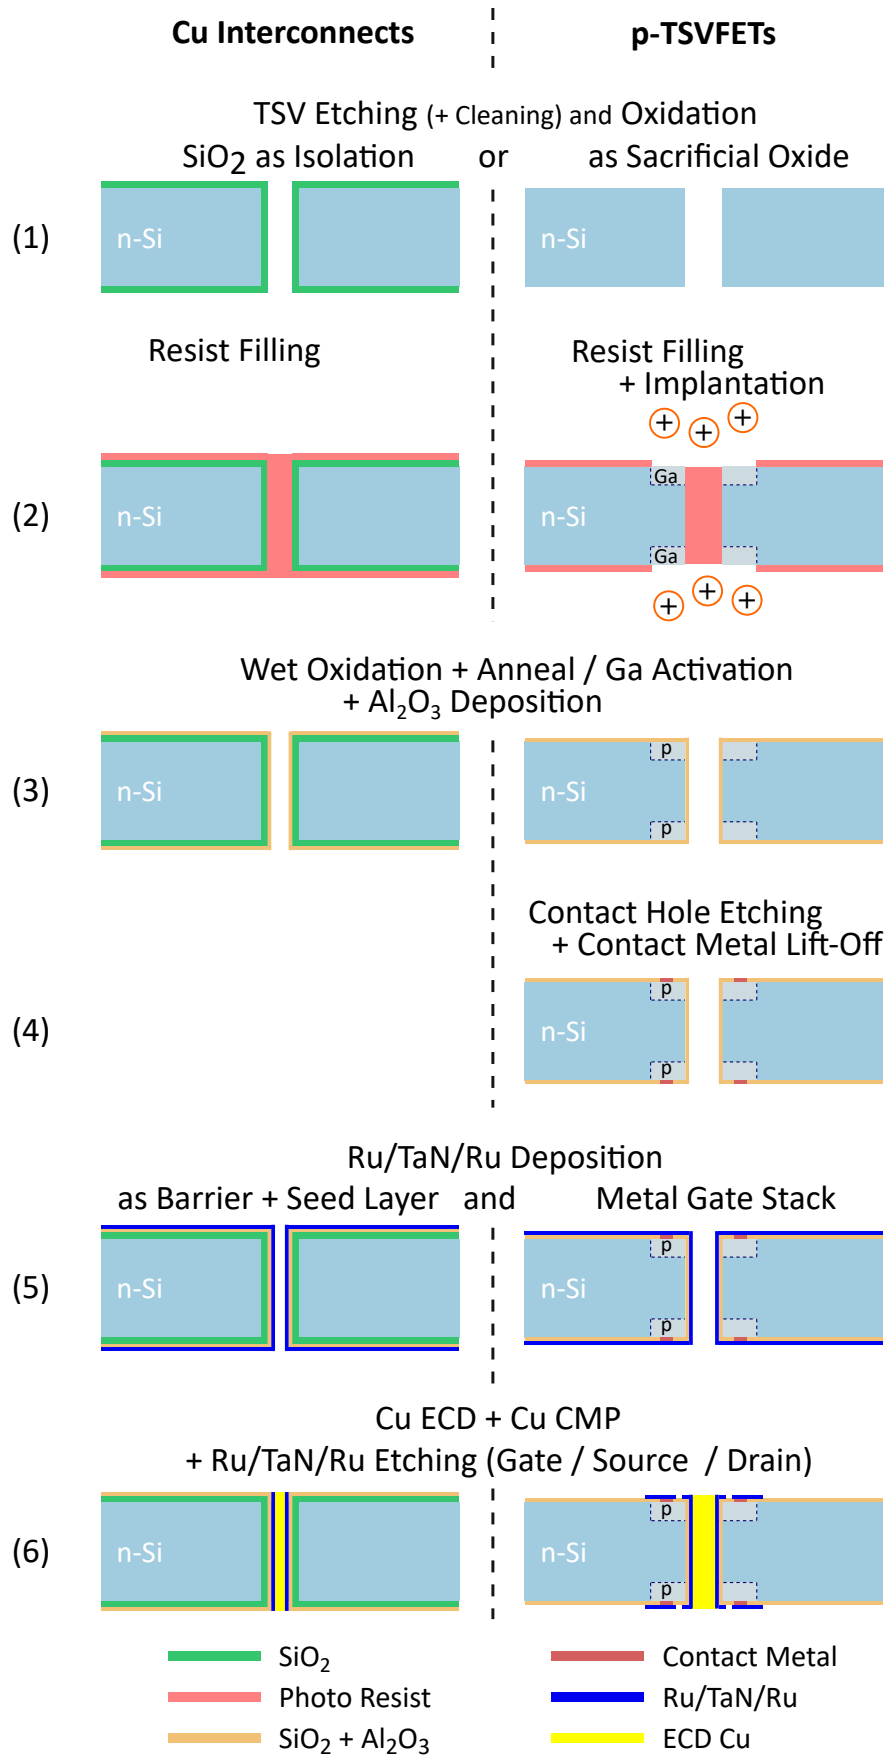 Cu Interconnects
p-TSVFETs
TSV Etching (+ Cleaning) and Oxidation
SiO₂ as Isolation or as Sacrificial Oxide
(1)
n-Si
n-Si
Resist Filling
Resist Filling
+ Implantation
+ + +
(2)
n-Si
n-Si
Ga
Ga
+ + +
Wet Oxidation + Anneal / Ga Activation
+ Al₂O₃ Deposition
(3)
n-Si
n-Si
p
p
Contact Hole Etching
+ Contact Metal Lift-Off
(4)
n-Si
p
p
Ru/TaN/Ru Deposition
as Barrier + Seed Layer and Metal Gate Stack
(5)
n-Si
n-Si
p
p
Cu ECD + Cu CMP
+ Ru/TaN/Ru Etching (Gate / Source / Drain)
(6)
n-Si
n-Si
p
p
SiO₂
Photo Resist
SiO₂ + Al₂O₃
Contact Metal
Ru/TaN/Ru
ECD Cu